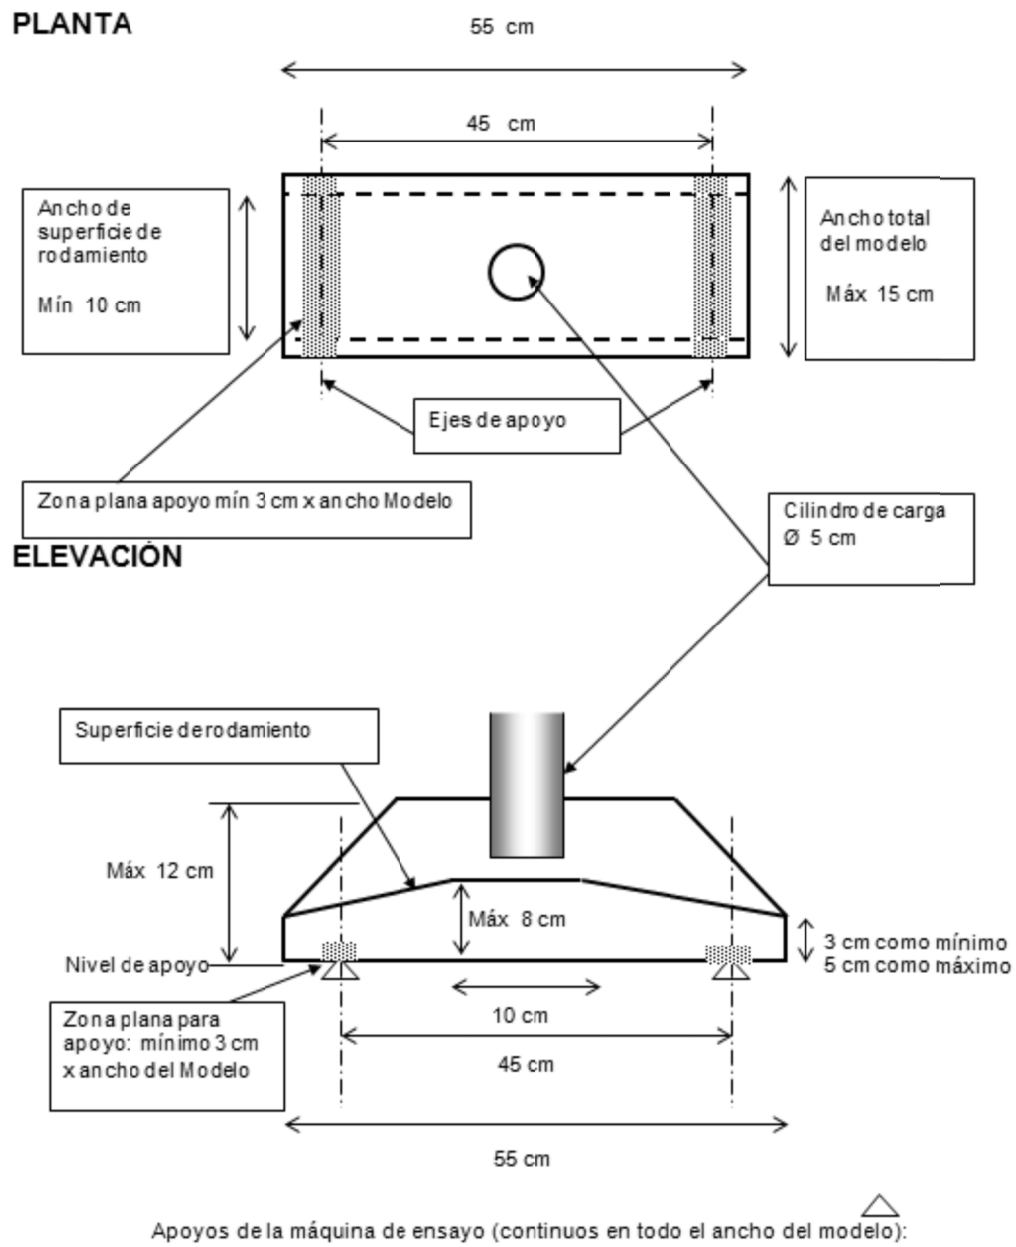 PLANTA
55 cm
45 cm
Ancho de
superficie de
rodamiento
Mín 10 cm
Ancho total
del modelo
Máx 15 cm
Ejes de apoyo
Zona plana apoyo mín 3 cm x ancho Modelo
Cilindro de carga
Ø 5 cm
ELEVACIÓN
Superficie de rodamiento
Máx 12 cm
Máx 8 cm
3 cm como mínimo
5 cm como máximo
Nivel de apoyo
10 cm
Zona plana para
apoyo: mínimo 3 cm
x ancho del Modelo
45 cm
55 cm
Apoyos de la máquina de ensayo (continuos en todo el ancho del modelo):